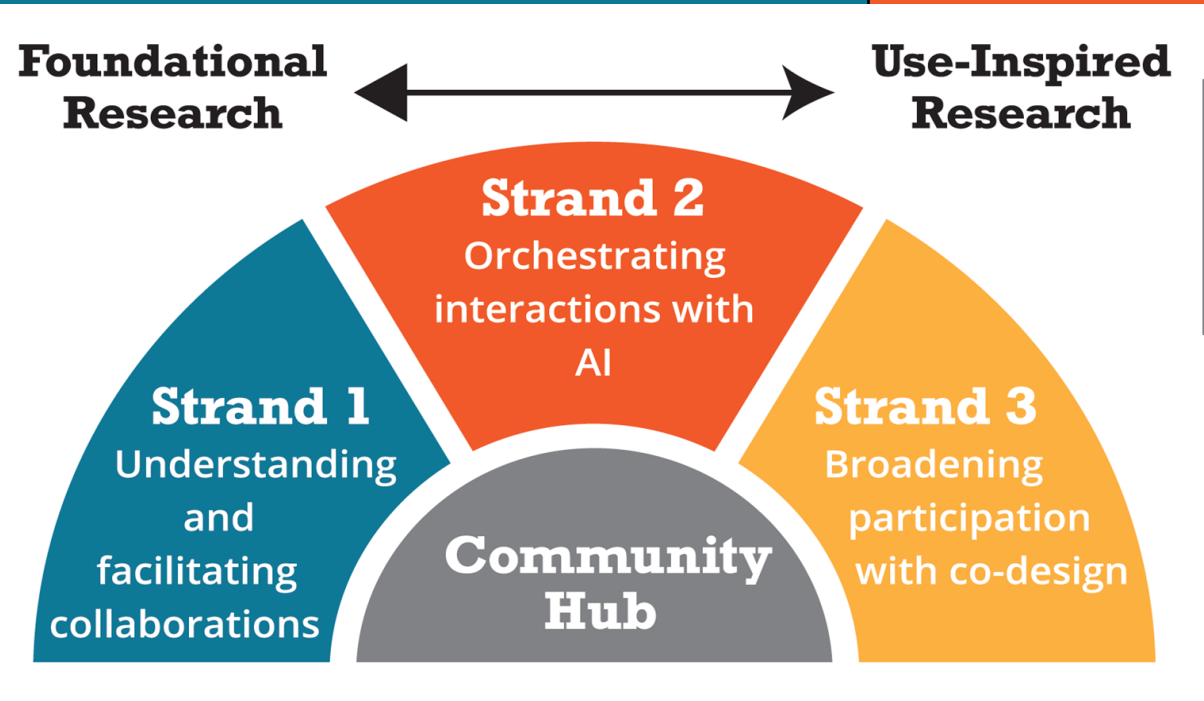 Foundational
Research
Use-Inspired
Research
Strand 1
Understanding
and
facilitating
collaborations
Strand 2
Orchestrating
interactions with
AI
Strand 3
Broadening
participation
with co-design
Community
Hub